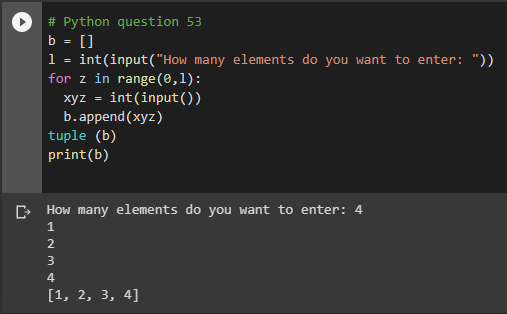 # Python question 53
b = []
l = int(input("How many elements do you want to enter: "))
for z in range(0,l):
  xyz = int(input())
  b.append(xyz)
tuple (b)
print(b)
How many elements do you want to enter: 4
1
2
3
4
[1, 2, 3, 4]